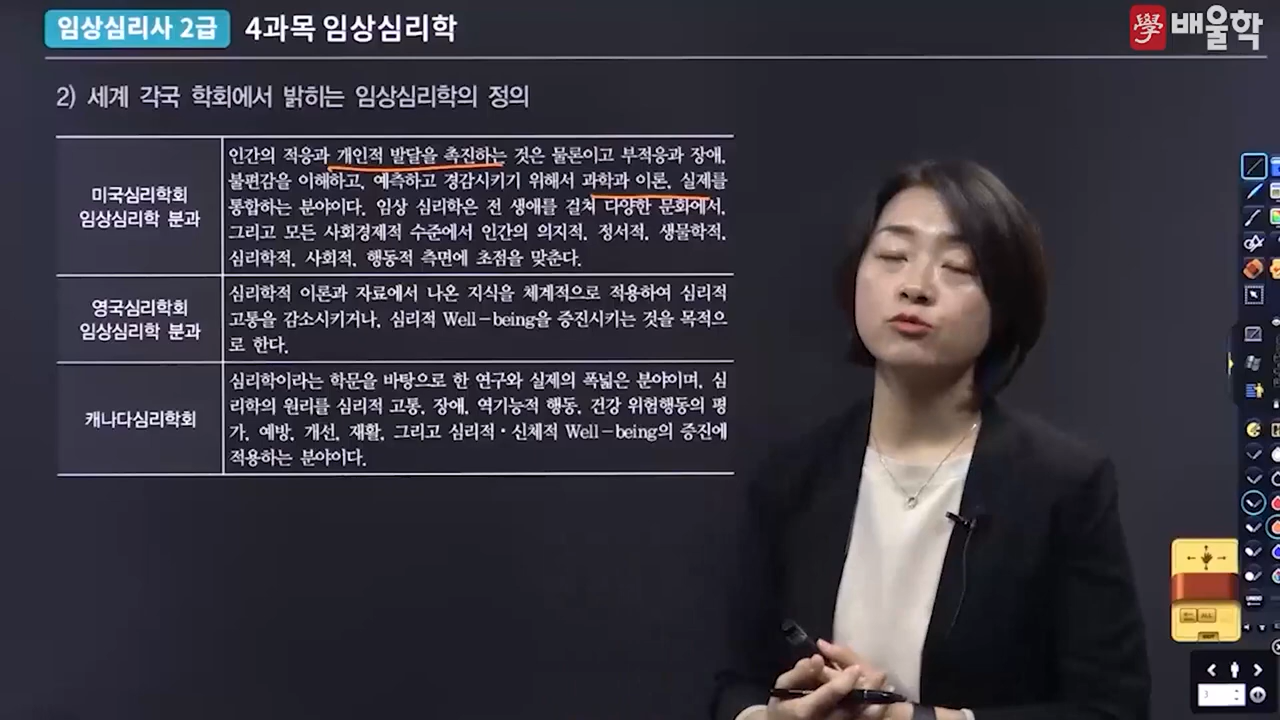 임상심리사 2급 4과목 임상심리학
學 배울학
2) 세계 각국 학회에서 밝히는 임상심리학의 정의
미국심리학회
임상심리학 분과
인간의 적응과 개인적 발달을 촉진하는 것은 물론이고 부적응과 장애,
불편감을 이해하고, 예측하고 경감시키기 위해서 과학과 이론, 실제를
통합하는 분야이다. 임상 심리학은 전 생애를 걸쳐 다양한 문화에서,
그리고 모든 사회경제적 수준에서 인간의 의지적, 정서적, 생물학적,
심리학적, 사회적, 행동적 측면에 초점을 맞춘다.
영국심리학회
임상심리학 분과
심리학적 이론과 자료에서 나온 지식을 체계적으로 적용하여 심리적
고통을 감소시키거나, 심리적 Well-being을 증진시키는 것을 목적으
로 한다.
캐나다심리학회
심리학이라는 학문을 바탕으로 한 연구와 실제의 폭넓은 분야이며, 심
리학의 원리를 심리적 고통, 장애, 역기능적 행동, 건강 위험행동의 평
가, 예방, 개선, 재활, 그리고 심리적·신체적 Well-being의 증진에
적용하는 분야이다.
ALL
3